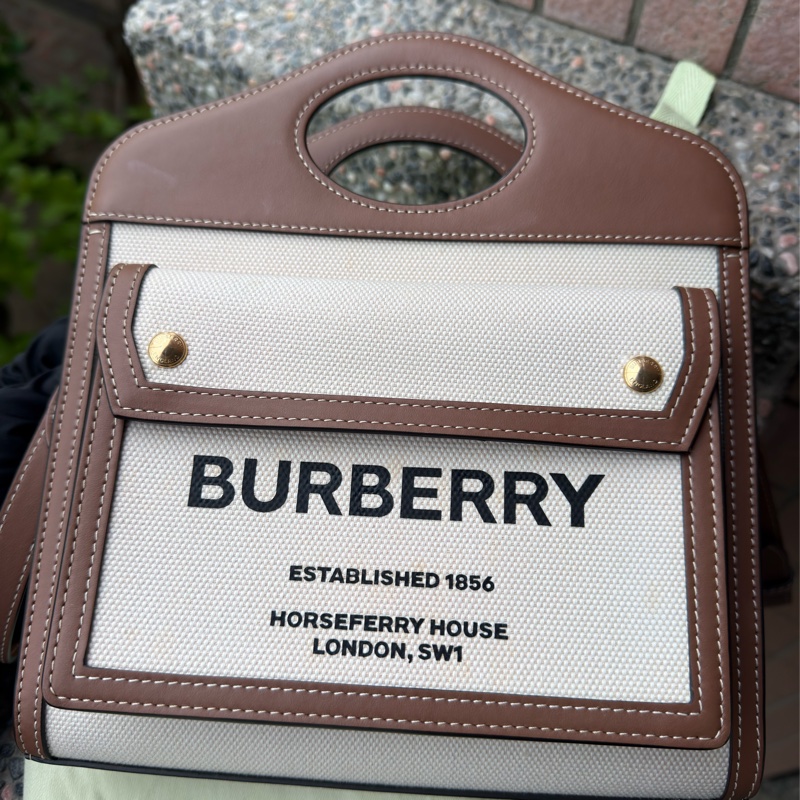 BURBERRY
ESTABLISHED 1856
HORSEFERRY HOUSE
LONDON, SW1